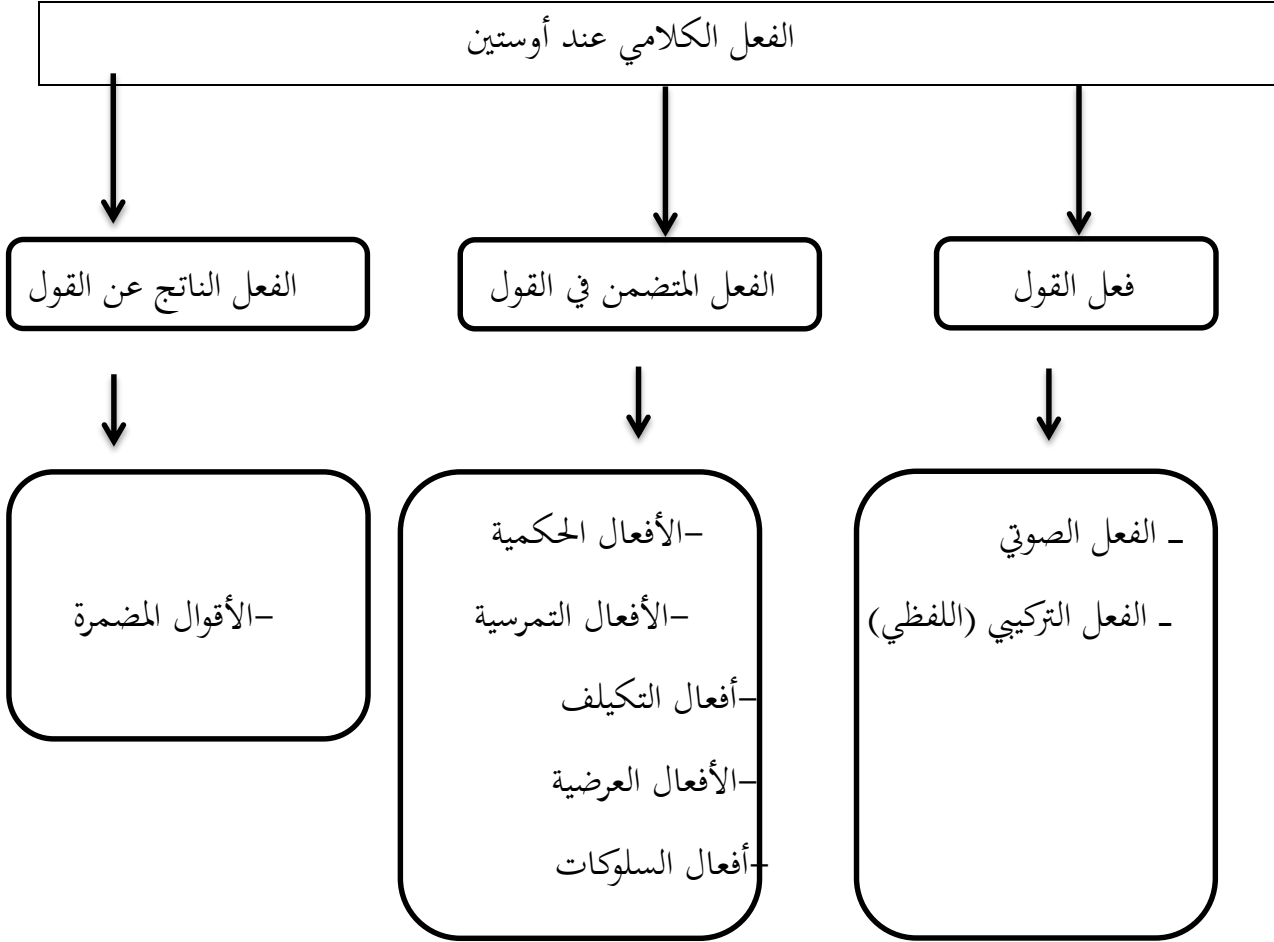 الفعل الكلامي عند أوستين
فعل القول
الفعل المتضمن في القول
الفعل الناتج عن القول
ـ الفعل الصوتي
ـ الفعل التركيبي (اللفظي)
–الأفعال الحكمية
–الأفعال التمرسية
–أفعال التكيلف
–الأفعال العرضية
–أفعال السلوكات
–الأقوال المضمرة